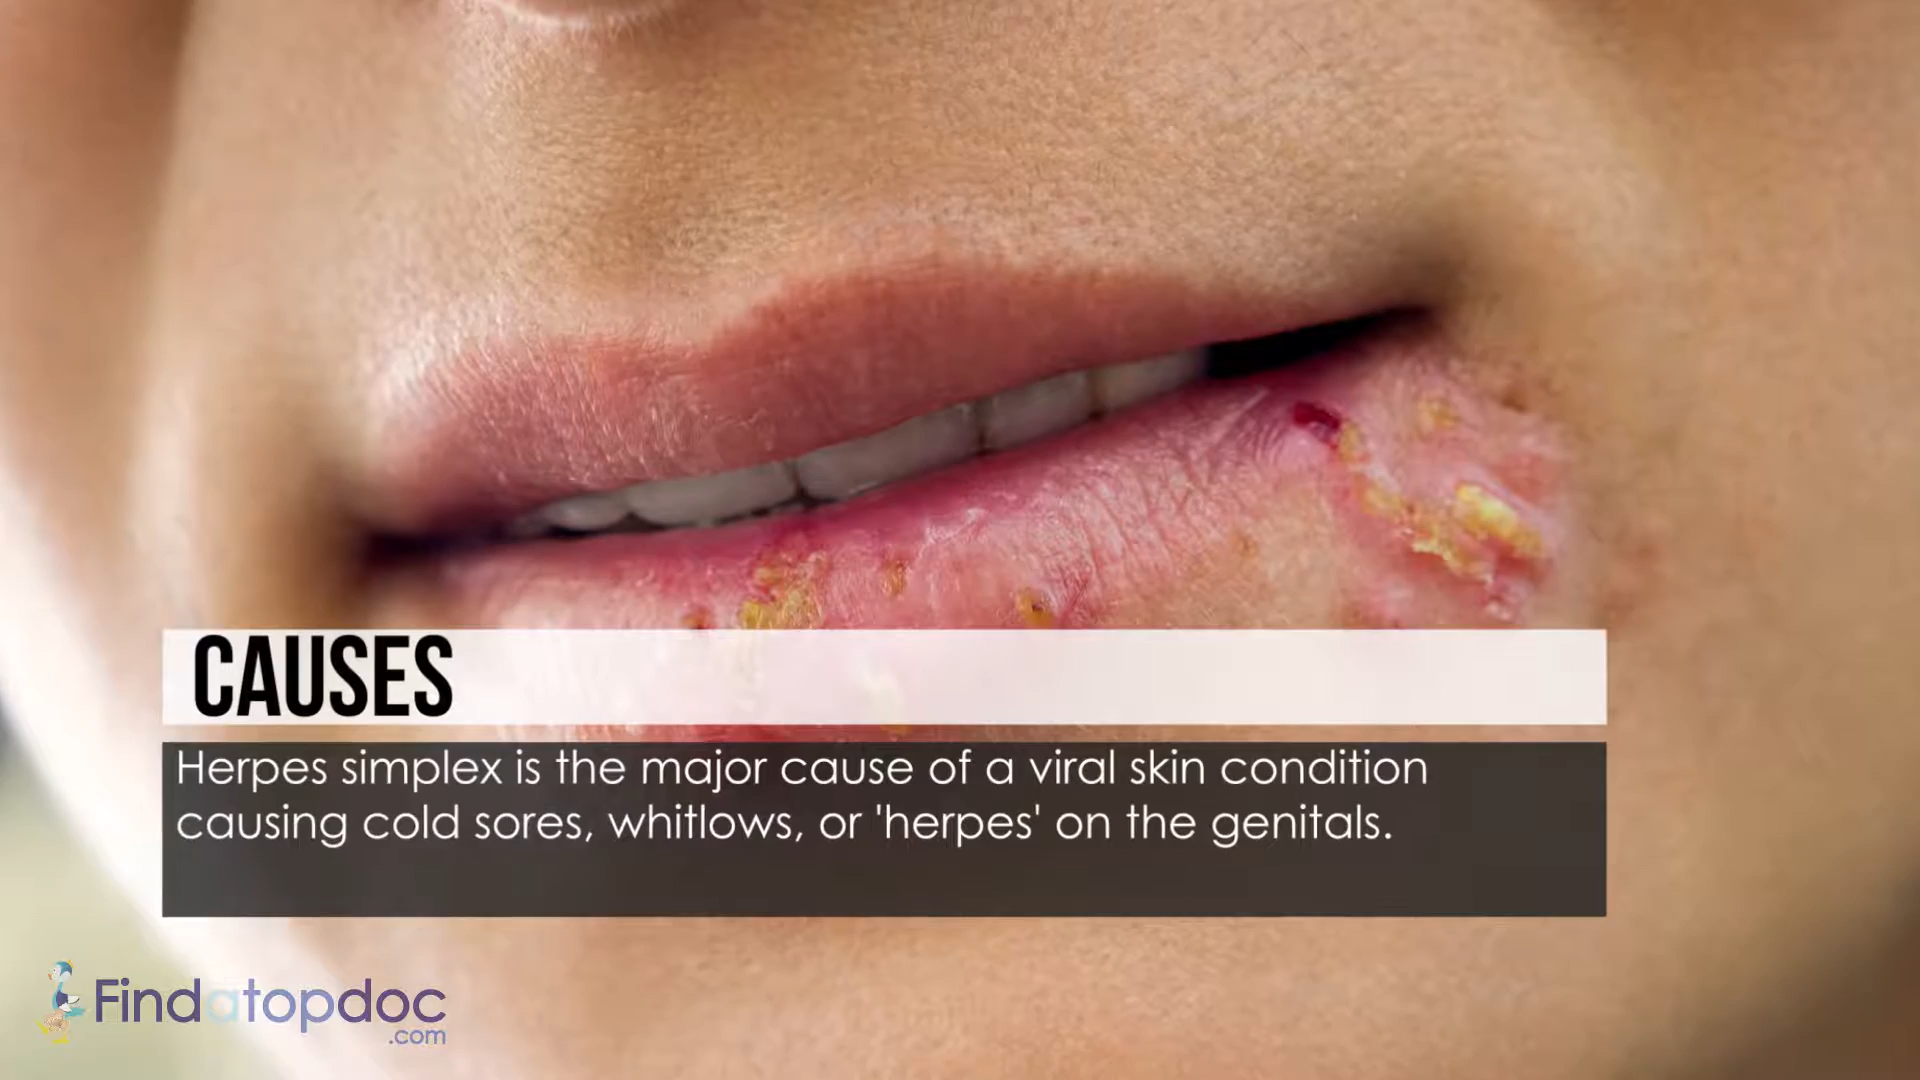 CAUSES
Herpes simplex is the major cause of a viral skin condition
causing cold sores, whitlows, or 'herpes' on the genitals.
Findatopdoc
.com